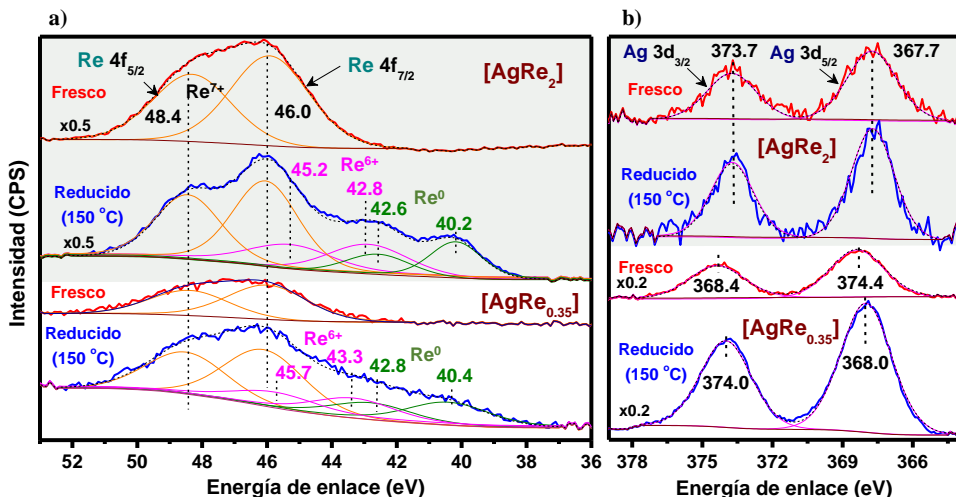 a)
Re 4f5/2
Re 4f7/2
[AgRe2]
Fresco
Re7+
48.4
46.0
x0.5
Reducido
(150 °C)
45.2
Re6+
42.8
Re0
42.6
40.2
x0.5
Fresco
[AgRe0.35]
Reducido
(150 °C)
Re6+
43.3
Re0
42.8
45.7
40.4
Intensidad (CPS)
52 50 48 46 44 42 40 38 36
Energía de enlace (eV)
b)
Ag 3d3/2
373.7
Ag 3d5/2
367.7
Fresco
[AgRe2]
Reducido
(150 °C)
Fresco
x0.2
368.4
374.4
[AgRe0.35]
Reducido
(150 °C)
374.0
368.0
x0.2
378 375 372 369 366
Energía de enlace (eV)